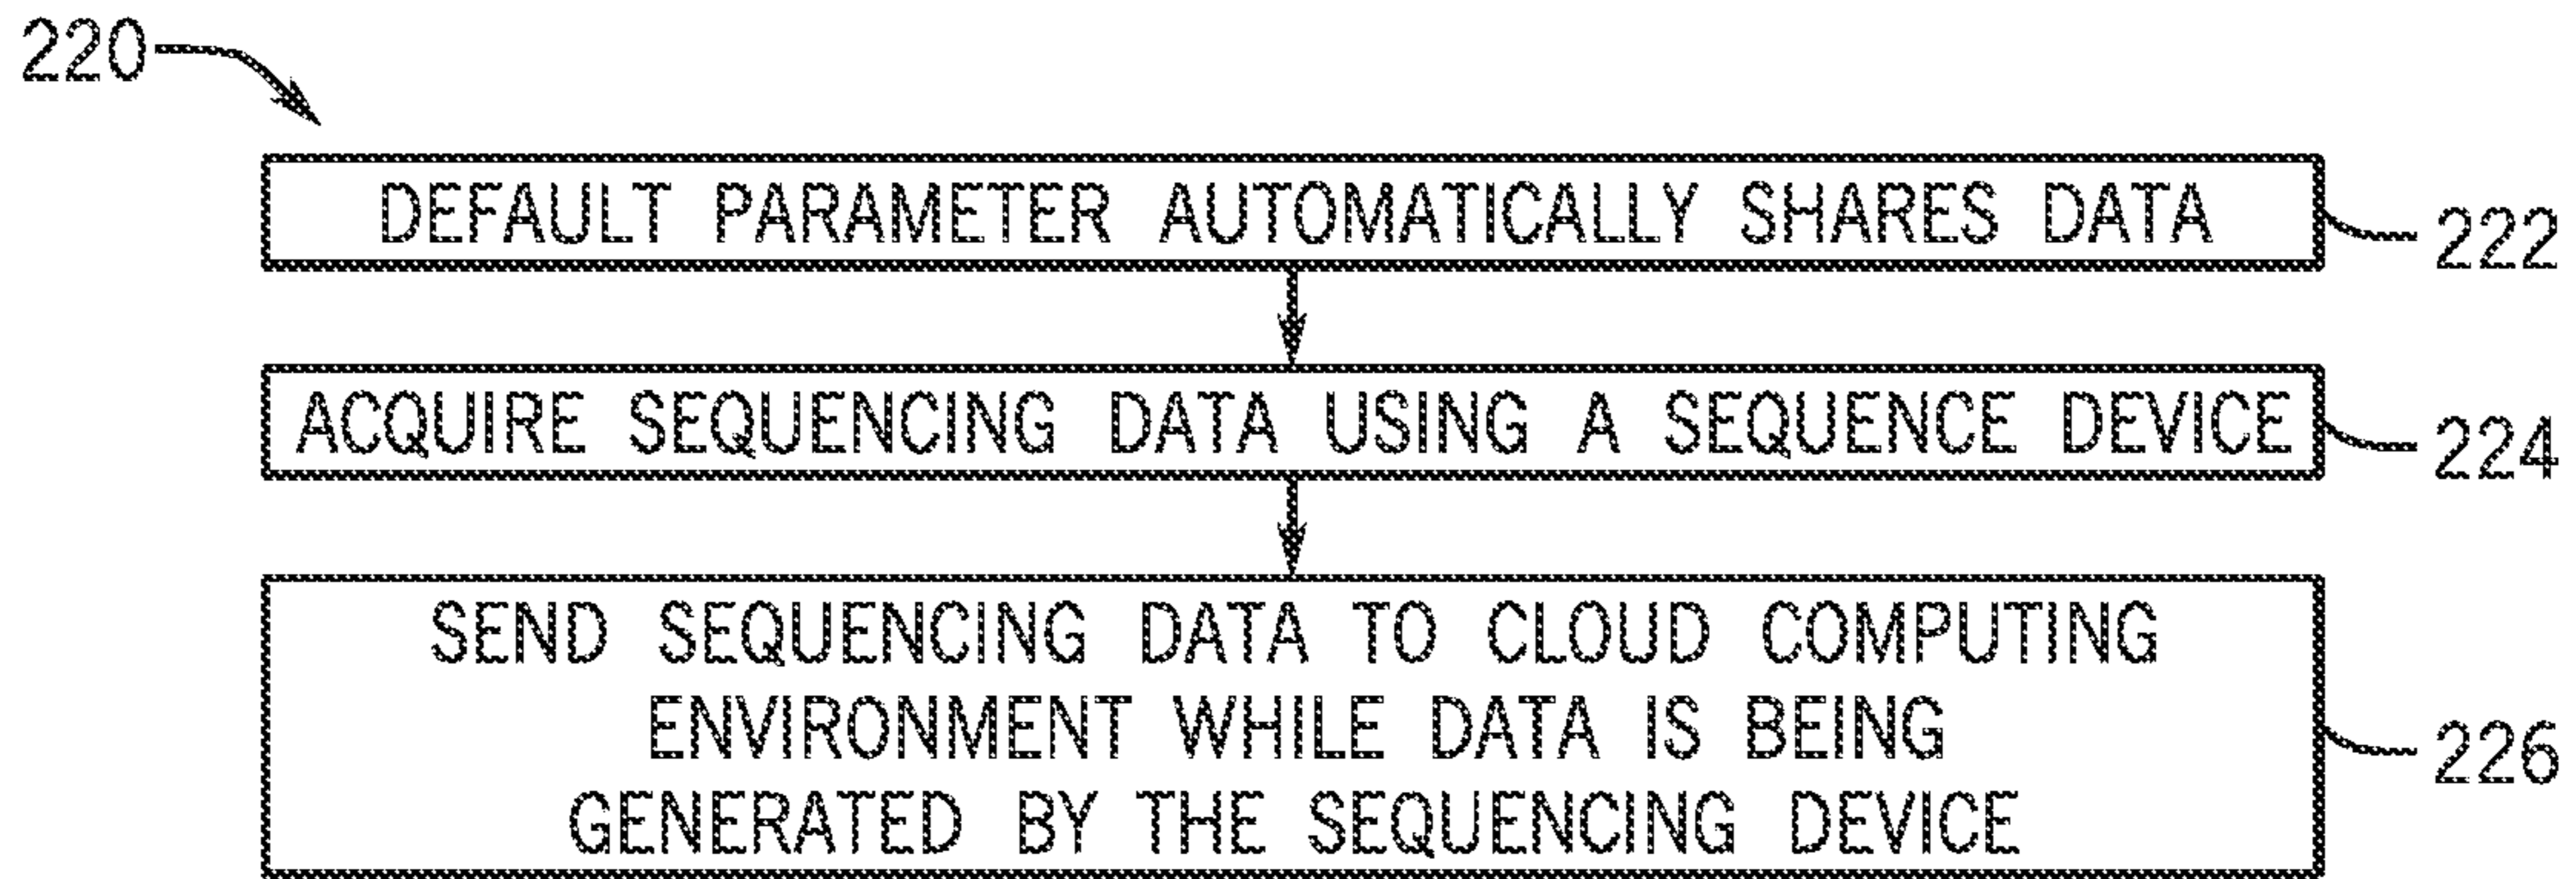 220
DEFAULT PARAMETER AUTOMATICALLY SHARES DATA
222
ACQUIRE SEQUENCING DATA USING A SEQUENCE DEVICE
224
SEND SEQUENCING DATA TO CLOUD COMPUTING
ENVIRONMENT WHILE DATA IS BEING
GENERATED BY THE SEQUENCING DEVICE
226